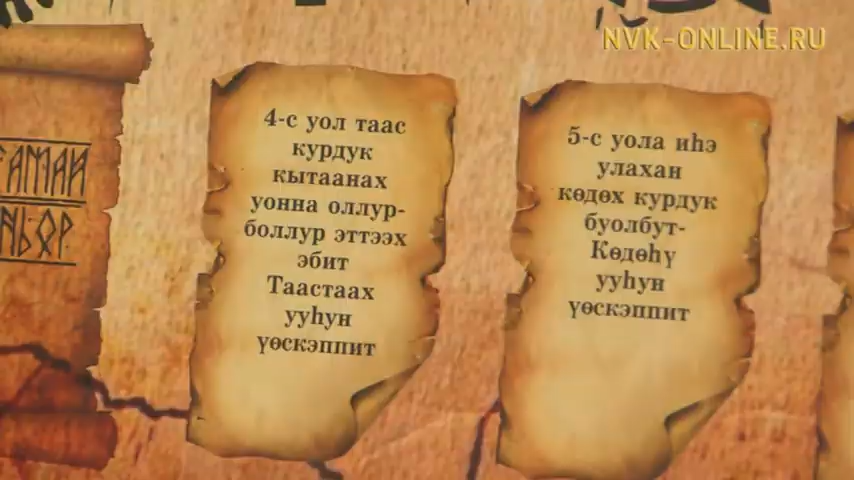 NVK-ONLINE.RU
4-с уол таас
курдук
кытаанах
уонна оллур-
боллур эттээх
эбит
Таастаах
ууһун
үөскэппит
5-с уола иһэ
улахан
көдөх курдук
буолбут-
Көдөһү
ууһун
үөскэппит